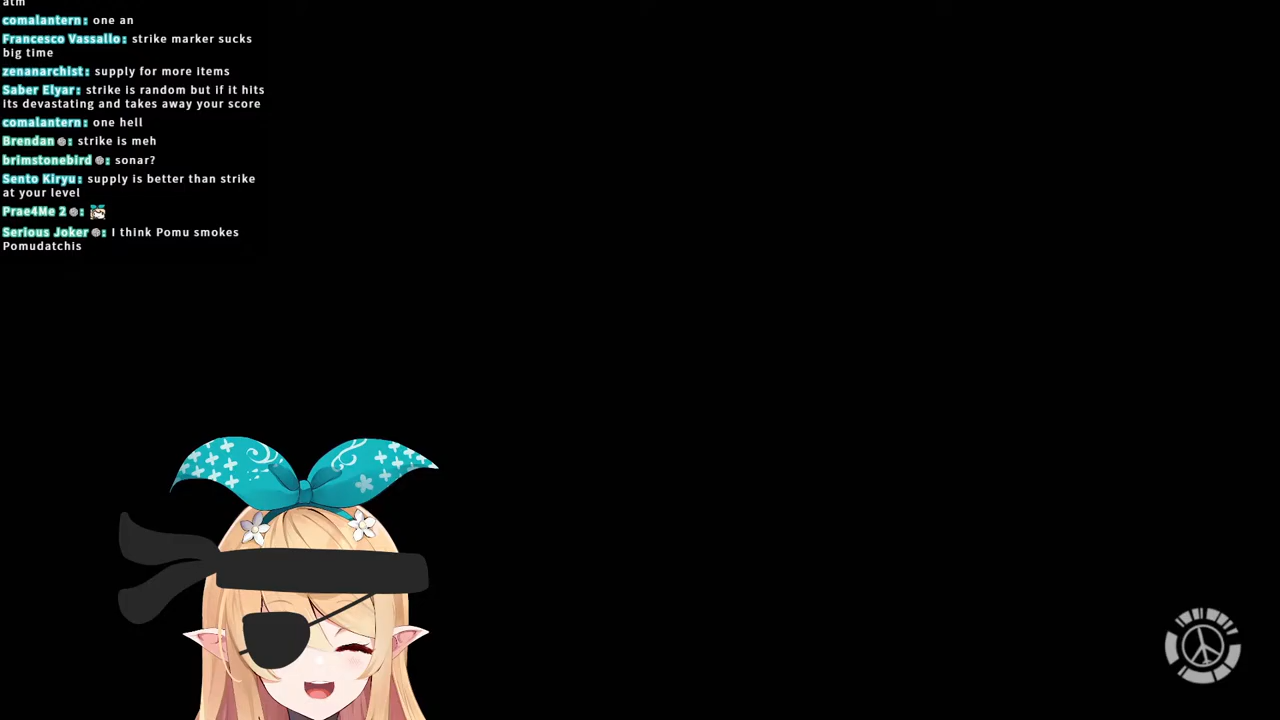 atm
comalantern: one an
Francesco Vassallo: strike marker sucks
big time
zenanarchist: supply for more items
Saber Elyar: strike is random but if it hits
its devastating and takes away your score
comalantern: one hell
Brendan: strike is meh
brimstonebird: sonar?
Sento Kiryu: supply is better than strike
at your level
Prae4Me 2:
Serious Joker: I think Pomu smokes
Pomudatchis